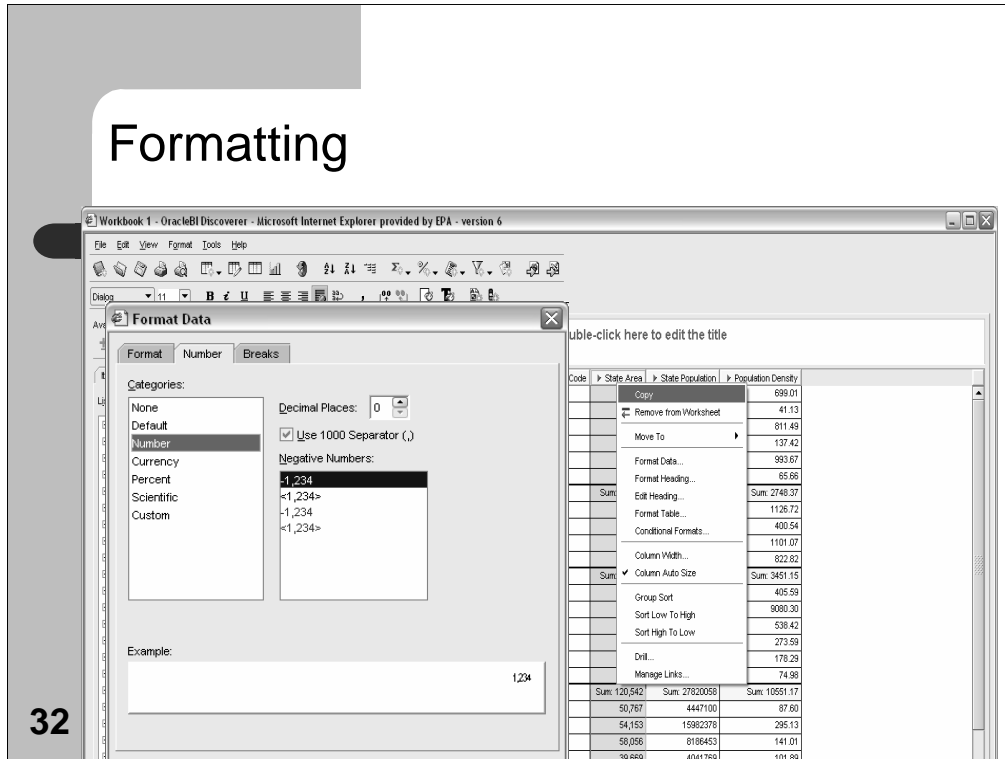 Formatting
Workbook 1 - OracleBI Discoverer - Microsoft Internet Explorer provided by EPA - version 6
File Edit View Format Tools Help
Dialog 11 B i U
Format Data
Format Number Breaks
Categories:
None
Default
Number
Currency
Percent
Scientific
Custom
Decimal Places: 0
Use 1000 Separator (,)
Negative Numbers:
-1,234
<1,234>
-1,234
<1,234>
Example:
1,234
uble-click here to edit the title
Code State Area State Population Population Density
Copy
Remove from Worksheet
Move To
Format Data...
Format Heading...
Edit Heading...
Format Table...
Conditional Formats...
Column Width...
Column Auto Size
Group Sort
Sort Low To High
Sort High To Low
Drill...
Manage Links...
699.01
41.13
811.49
137.42
993.67
65.66
Sum: Sum: 2748.37
1126.72
400.54
1101.07
822.82
Sum: Sum: 3451.15
405.59
9080.30
538.42
273.59
178.29
74.98
Sum: 120,542 Sum: 27820058 Sum: 10551.17
50,767 4447100 87.60
54,153 15982378 295.13
58,056 8186453 141.01
39,669 4041769 101.89
32